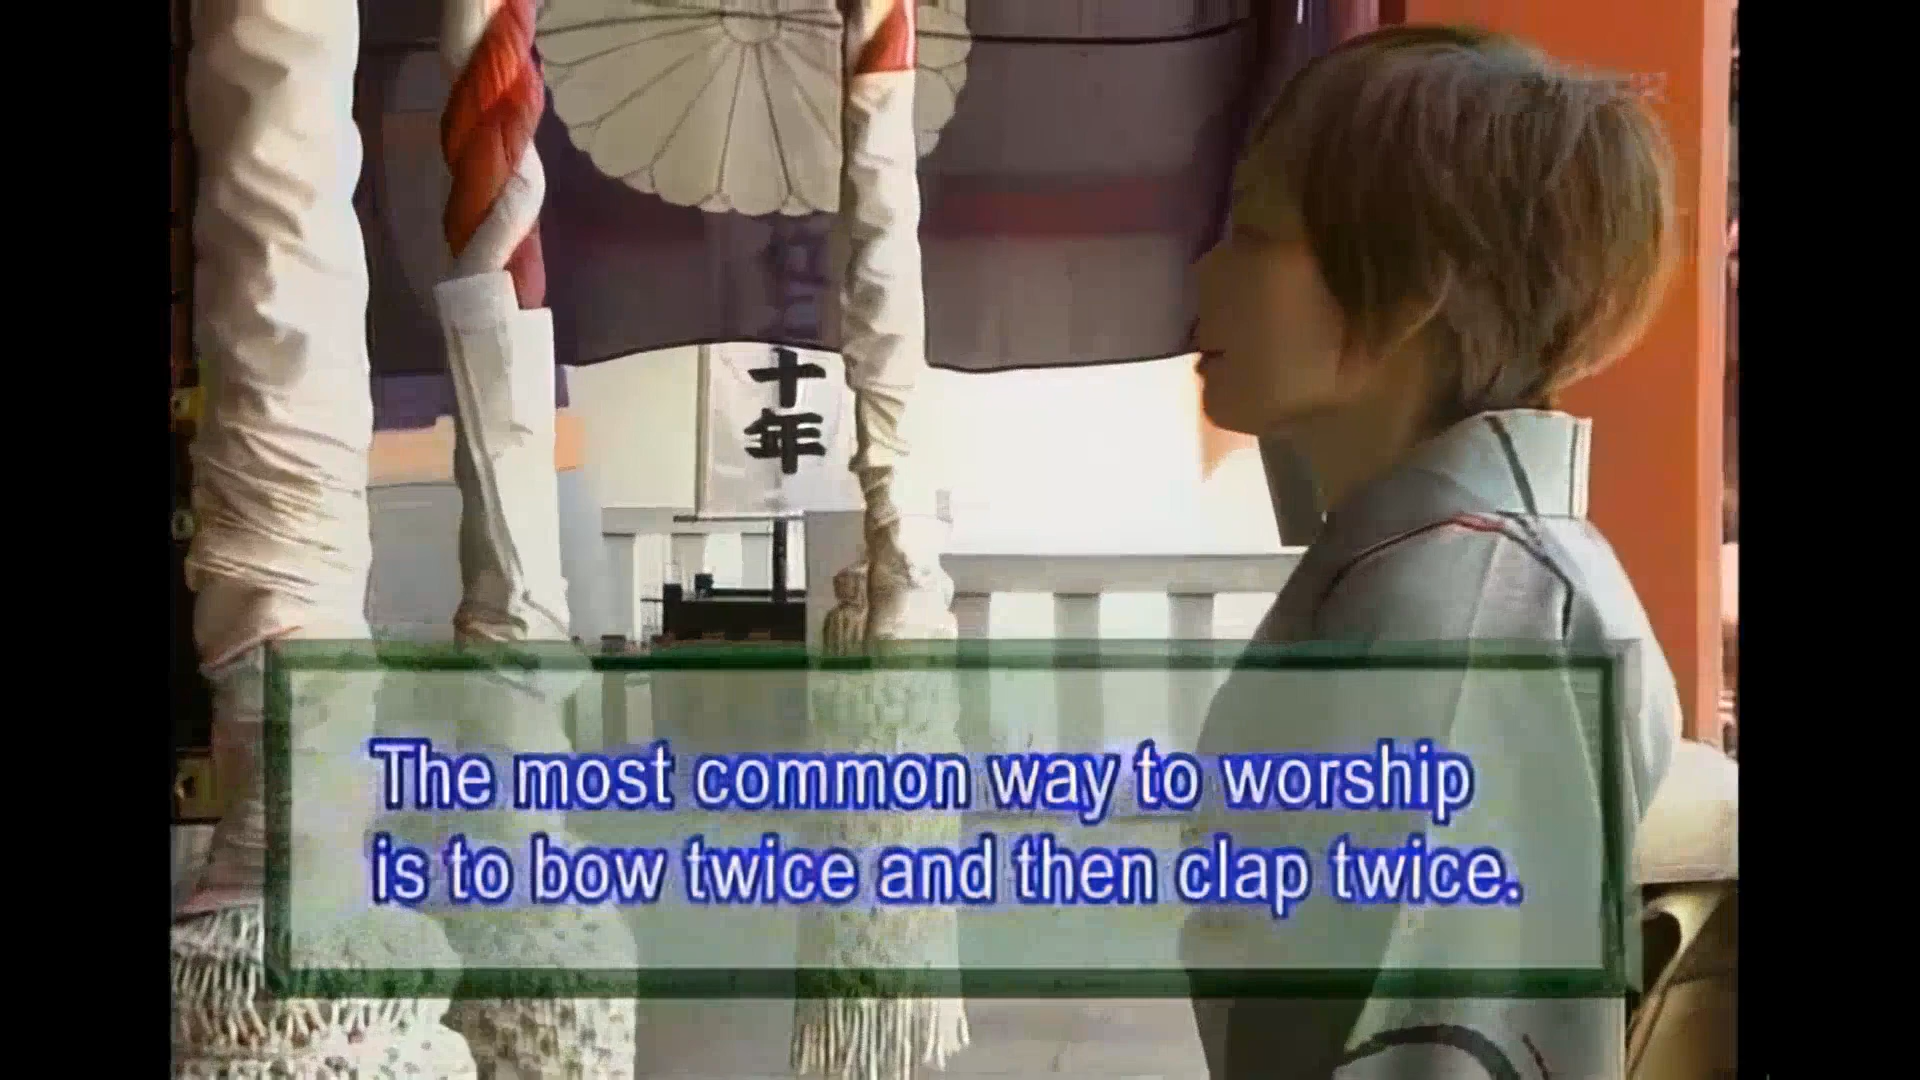 十年
The most common way to worship
is to bow twice and then clap twice.